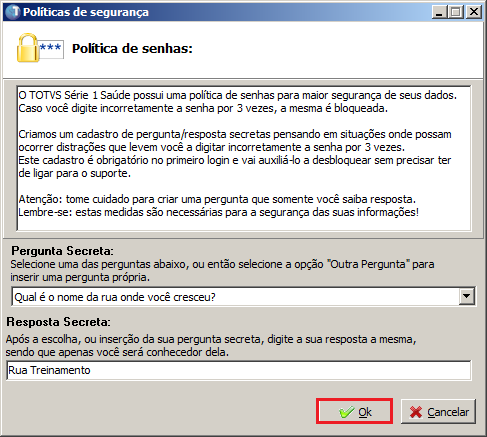 Políticas de segurança
***
Política de senhas:
O TOTVS Série 1 Saúde possui uma política de senhas para maior segurança de seus dados.
Caso você digite incorretamente a senha por 3 vezes, a mesma é bloqueada.
Criamos um cadastro de pergunta/resposta secretas pensando em situações onde possam
ocorrer distrações que levem você a digitar incorretamente a senha por 3 vezes.
Este cadastro é obrigatório no primeiro login e vai auxiliá-lo a desbloquear sem precisar ter
de ligar para o suporte.
Atenção: tome cuidado para criar uma pergunta que somente você saiba resposta.
Lembre-se: estas medidas são necessárias para a segurança das suas informações!
Pergunta Secreta:
Selecione uma das perguntas abaixo, ou então selecione a opção "Outra Pergunta" para
inserir uma pergunta própria.
Qual é o nome da rua onde você cresceu?
Resposta Secreta:
Após a escolha, ou inserção da sua pergunta secreta, digite a sua resposta a mesma,
sendo que apenas você será conhecedor dela.
Rua Treinamento
Ok
Cancelar